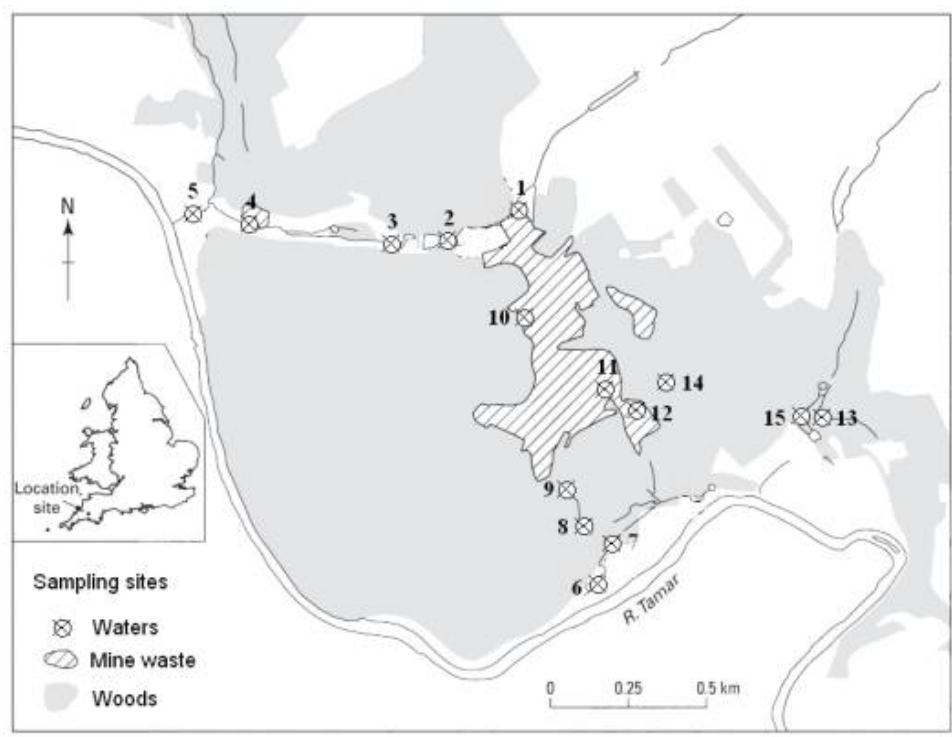 1
5
4
2
3
N
10
11
14
12
15
13
Location
site
9
8
7
6
R. Tamar
Sampling sites
Waters
Mine waste
Woods
0 0.25 0.5 km